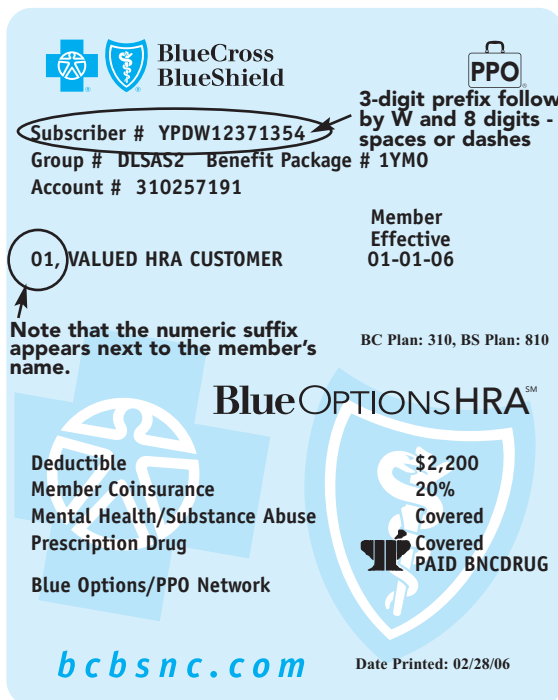 BlueCross
BlueShield
®
®
PPO
®
3-digit prefix follow
by W and 8 digits -
spaces or dashes
Subscriber # YPDW12371354
Group # DLSAS2 Benefit Package # 1YM0
Account # 310257191
Member
Effective
01, VALUED HRA CUSTOMER 01-01-06
Note that the numeric suffix
appears next to the member's
name.
BC Plan: 310, BS Plan: 810
BlueOPTIONSHRA℠
Deductible $2,200
Member Coinsurance 20%
Mental Health/Substance Abuse Covered
Prescription Drug Covered
PAID BNCDRUG
Blue Options/PPO Network
bcbsnc.com Date Printed: 02/28/06